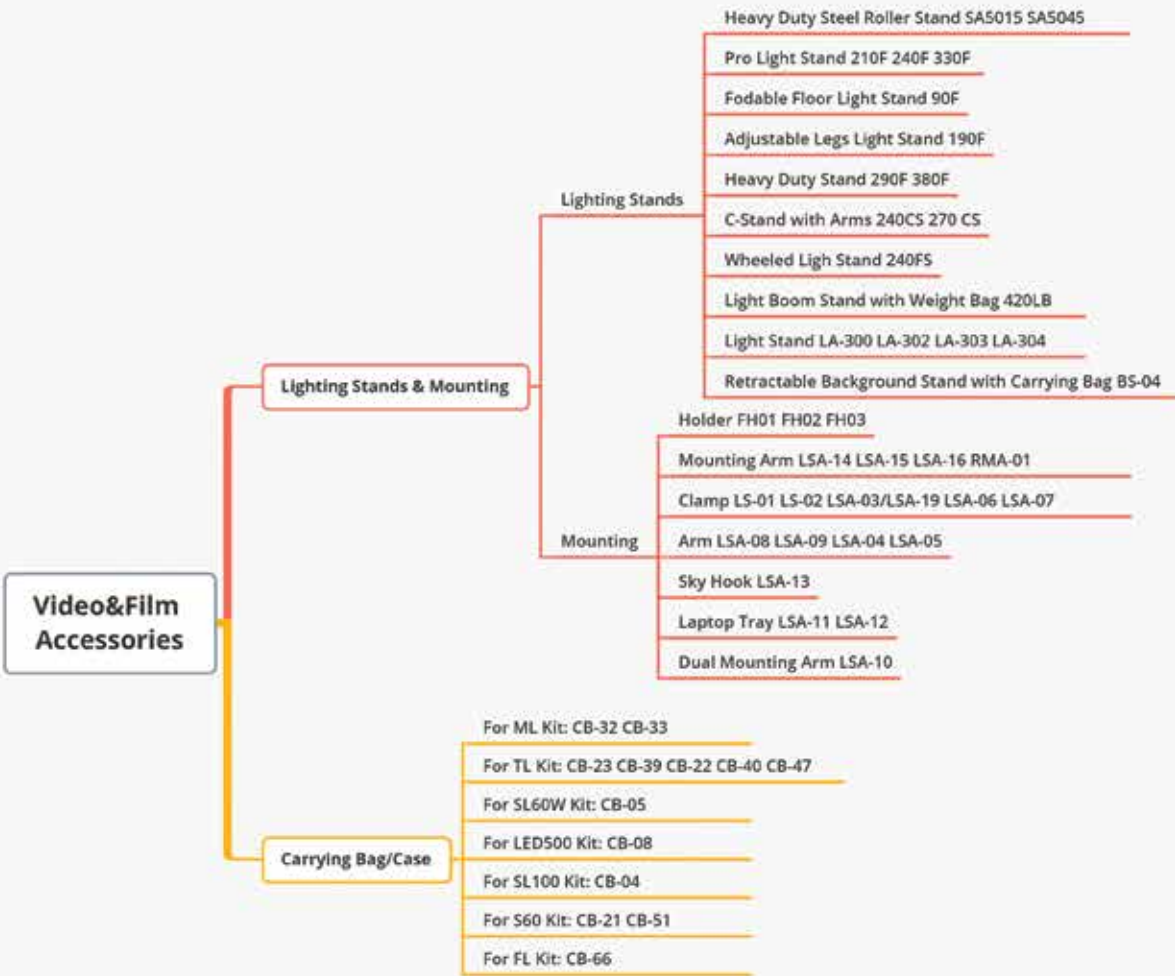 Video&Film
Accessories
Lighting Stands & Mounting
Lighting Stands
Heavy Duty Steel Roller Stand SA5015 SA5045
Pro Light Stand 210F 240F 330F
Fodable Floor Light Stand 90F
Adjustable Legs Light Stand 190F
Heavy Duty Stand 290F 380F
C-Stand with Arms 240CS 270 CS
Wheeled Ligh Stand 240FS
Light Boom Stand with Weight Bag 420LB
Light Stand LA-300 LA-302 LA-303 LA-304
Retractable Background Stand with Carrying Bag BS-04
Mounting
Holder FH01 FH02 FH03
Mounting Arm LSA-14 LSA-15 LSA-16 RMA-01
Clamp LS-01 LS-02 LSA-03/LSA-19 LSA-06 LSA-07
Arm LSA-08 LSA-09 LSA-04 LSA-05
Sky Hook LSA-13
Laptop Tray LSA-11 LSA-12
Dual Mounting Arm LSA-10
Carrying Bag/Case
For ML Kit: CB-32 CB-33
For TL Kit: CB-23 CB-39 CB-22 CB-40 CB-47
For SL60W Kit: CB-05
For LED500 Kit: CB-08
For SL100 Kit: CB-04
For S60 Kit: CB-21 CB-51
For FL Kit: CB-66